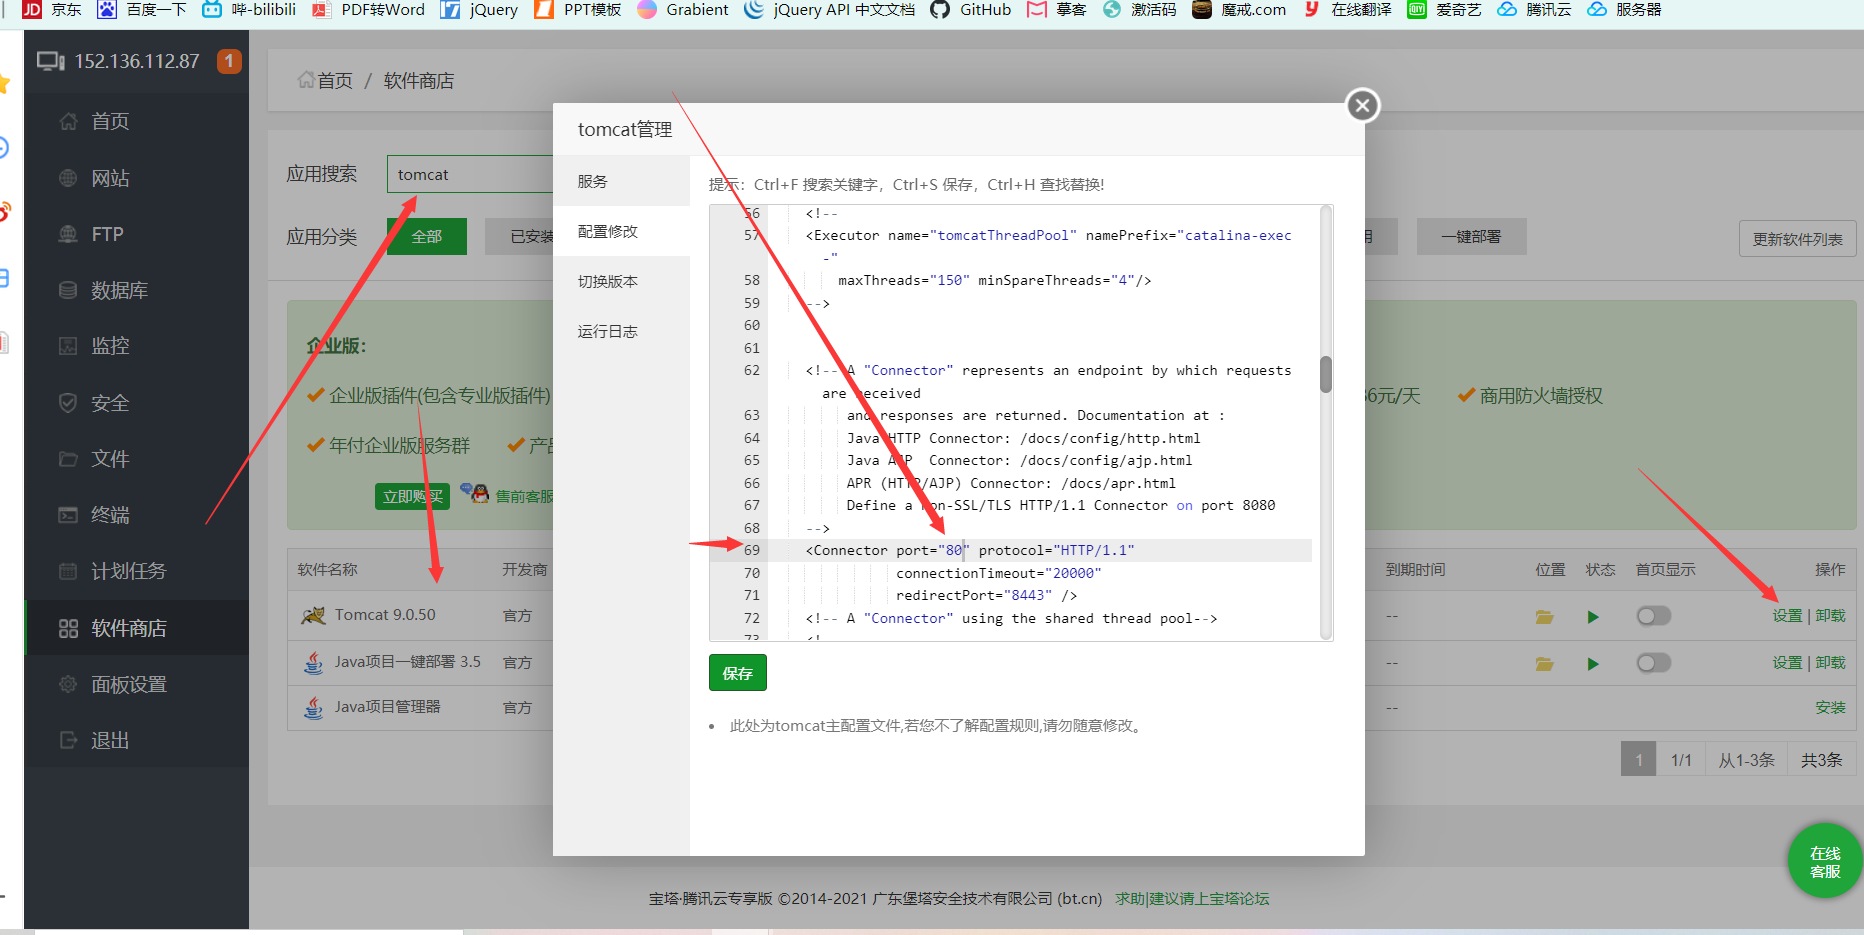 京东 百度一下 哔-bilibili PDF转Word jQuery PPT模板 Grabient jQuery API 中文文档 GitHub 摹客 激活码 魔戒.com 在线翻译 爱奇艺 腾讯云 服务器
152.136.112.87 1
首页
网站
FTP
数据库
监控
安全
文件
终端
计划任务
软件商店
面板设置
退出
首页 / 软件商店
应用搜索 tomcat
应用分类 全部 已安装 一键部署 更新软件列表
企业版：
企业版插件(包含专业版插件)
年付企业版服务群
立即购买 售前客服
元/天 商用防火墙授权
软件名称 开发商 到期时间 位置 状态 首页显示 操作
Tomcat 9.0.50 官方 -- 设置 | 卸载
Java项目一键部署 3.5 官方 -- 设置 | 卸载
Java项目管理器 官方 -- 安装
1 1/1 从1-3条 共3条
tomcat管理
服务
配置修改
切换版本
运行日志
提示：Ctrl+F 搜索关键字，Ctrl+S 保存，Ctrl+H 查找替换!
56 <!--
57 <Executor name="tomcatThreadPool" namePrefix="catalina-exec
-"
58 maxThreads="150" minSpareThreads="4"/>
59 -->
60
61
62 <!-- A "Connector" represents an endpoint by which requests
are received
63 and responses are returned. Documentation at :
64 Java HTTP Connector: /docs/config/http.html
65 Java AJP  Connector: /docs/config/ajp.html
66 APR (HTTP/AJP) Connector: /docs/apr.html
67 Define a non-SSL/TLS HTTP/1.1 Connector on port 8080
68 -->
69 <Connector port="80" protocol="HTTP/1.1"
70 connectionTimeout="20000"
71 redirectPort="8443" />
72 <!-- A "Connector" using the shared thread pool-->
73 <!
保存
此处为tomcat主配置文件,若您不了解配置规则,请勿随意修改。
在线
客服
宝塔·腾讯云专享版 ©2014-2021 广东堡塔安全技术有限公司 (bt.cn) 求助|建议请上宝塔论坛